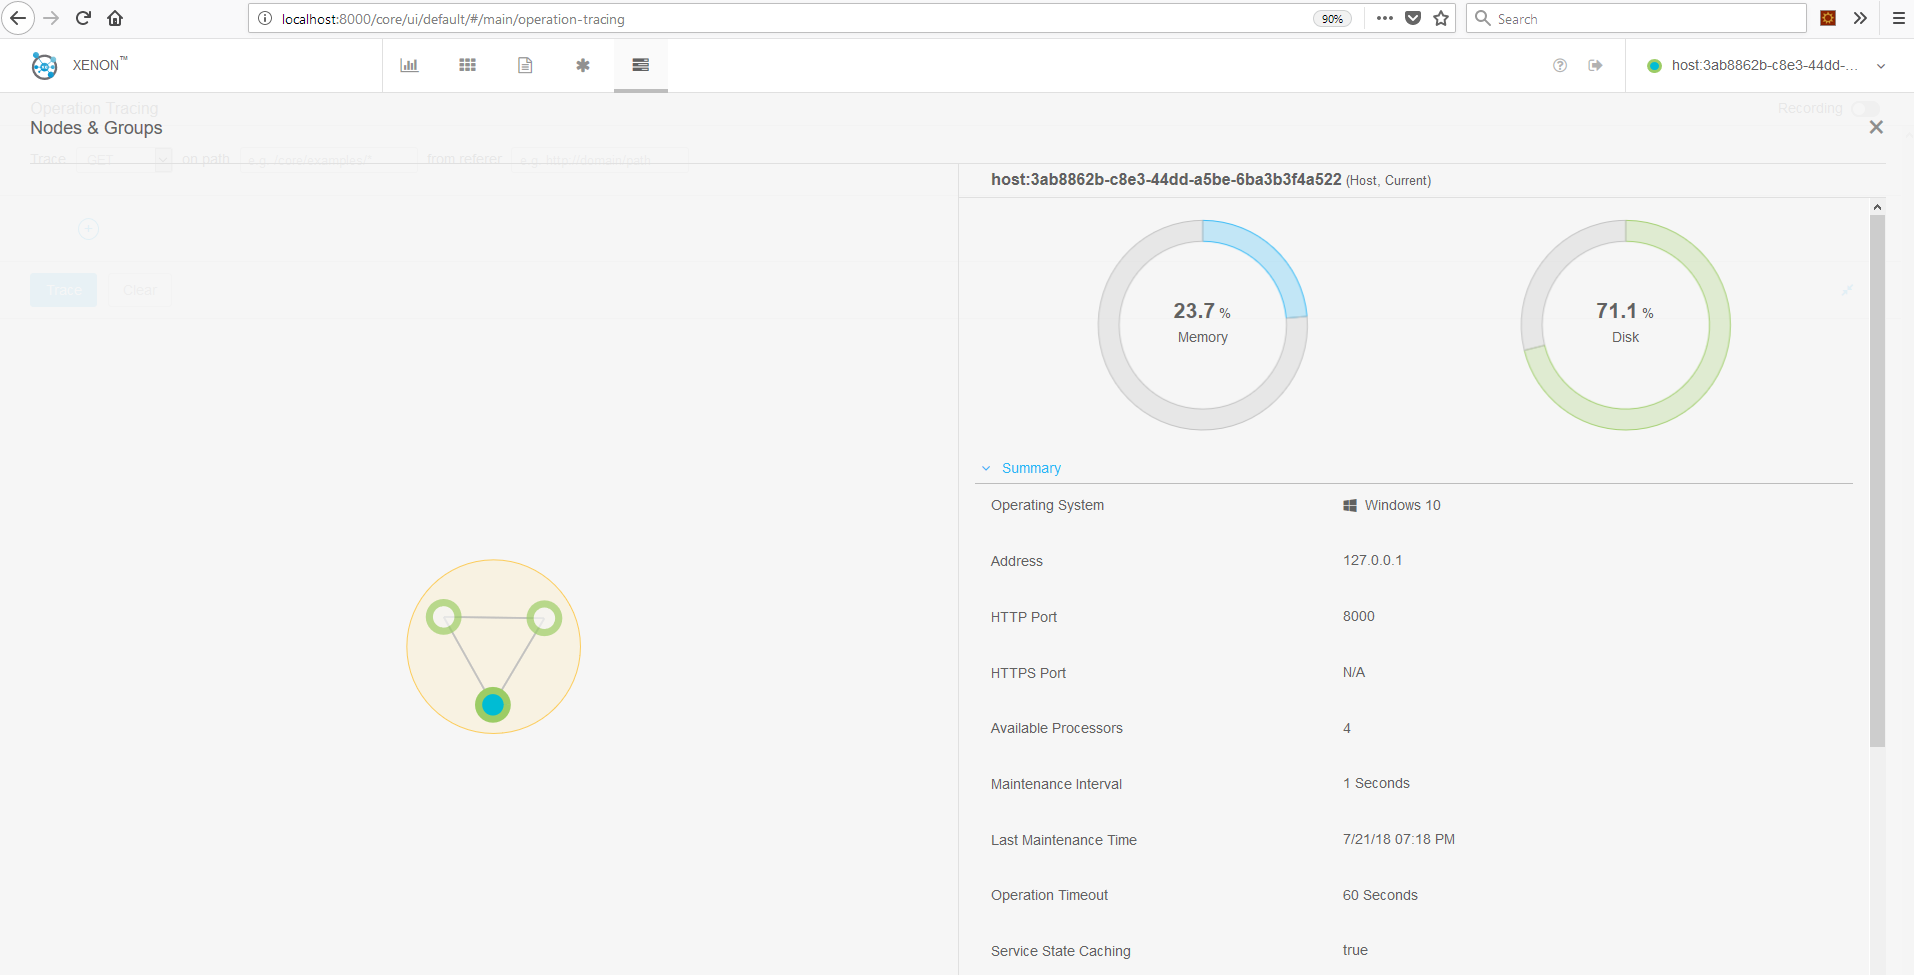 localhost:8000/core/ui/default/#/main/operation-tracing
90%
Search
XENON™
host:3ab8862b-c8e3-44dd-...
Operation Tracing
Recording
Nodes & Groups
Trace GET on path e.g. /core/examples/* from referer e.g. http://domain/path
host:3ab8862b-c8e3-44dd-a5be-6ba3b3f4a522 (Host, Current)
Trace
Clear
23.7 %
Memory
71.1 %
Disk
Summary
Operating System Windows 10
Address 127.0.0.1
HTTP Port 8000
HTTPS Port N/A
Available Processors 4
Maintenance Interval 1 Seconds
Last Maintenance Time 7/21/18 07:18 PM
Operation Timeout 60 Seconds
Service State Caching true